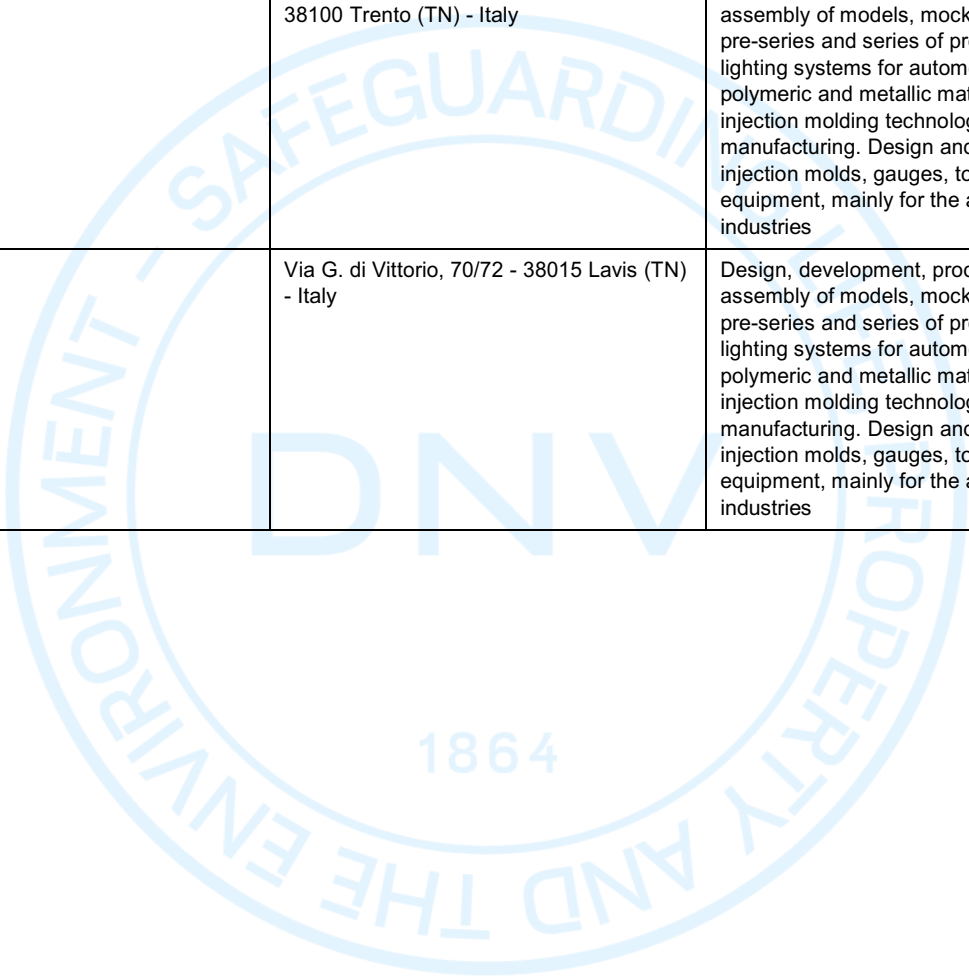 38100 Trento (TN) - Italy
assembly of models, mock
pre-series and series of pr
lighting systems for autom
polymeric and metallic mat
injection molding technolog
manufacturing. Design and
injection molds, gauges, to
equipment, mainly for the a
industries
Via G. di Vittorio, 70/72 - 38015 Lavis (TN)
- Italy
Design, development, prod
assembly of models, mock
pre-series and series of pr
lighting systems for autom
polymeric and metallic mat
injection molding technolog
manufacturing. Design and
injection molds, gauges, to
equipment, mainly for the a
industries
SAFEGUARDING LIFE, PROPERTY AND THE ENVIRONMENT -
DNV
1864